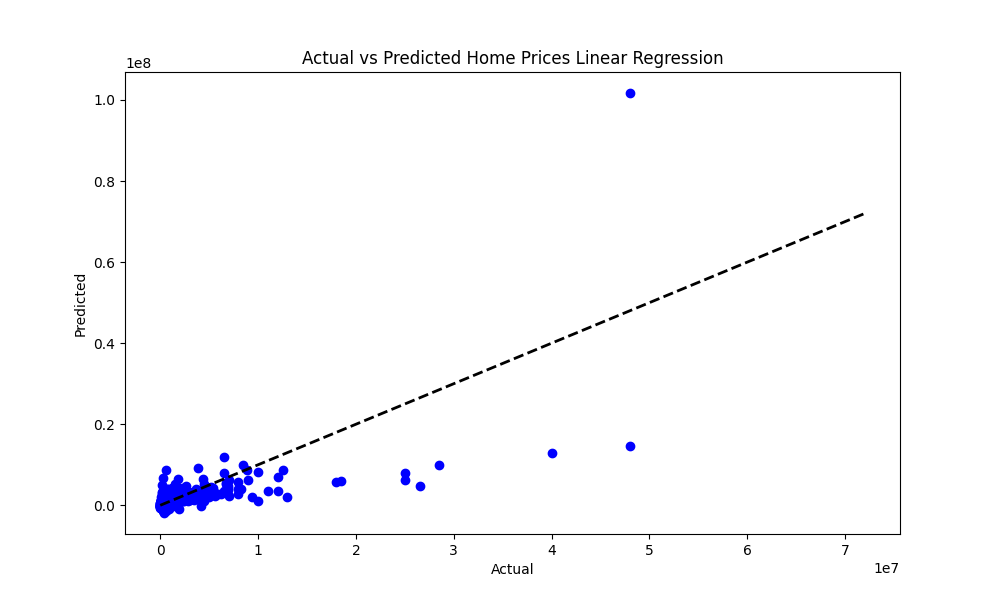 Actual vs Predicted Home Prices Linear Regression
1e8
1.0
0.8
0.6
0.4
0.2
0.0
Predicted
0 1 2 3 4 5 6 7
1e7
Actual